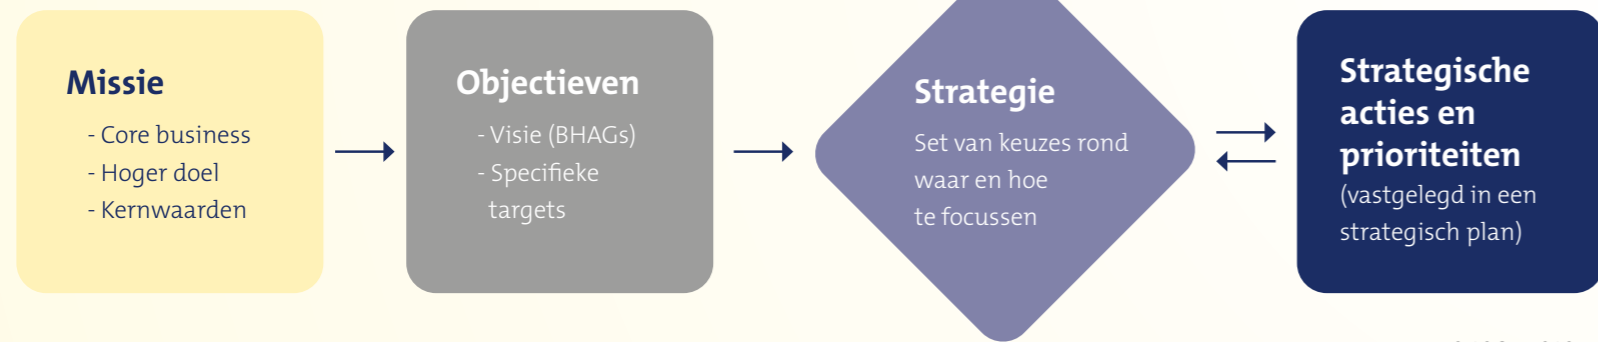 Missie
- Core business
- Hoger doel
- Kernwaarden
Objectieven
- Visie (BHAGs)
- Specifieke
targets
Strategie
Set van keuzes rond
waar en hoe
te focussen
Strategische
acties en
prioriteiten
(vastgelegd in een
strategisch plan)